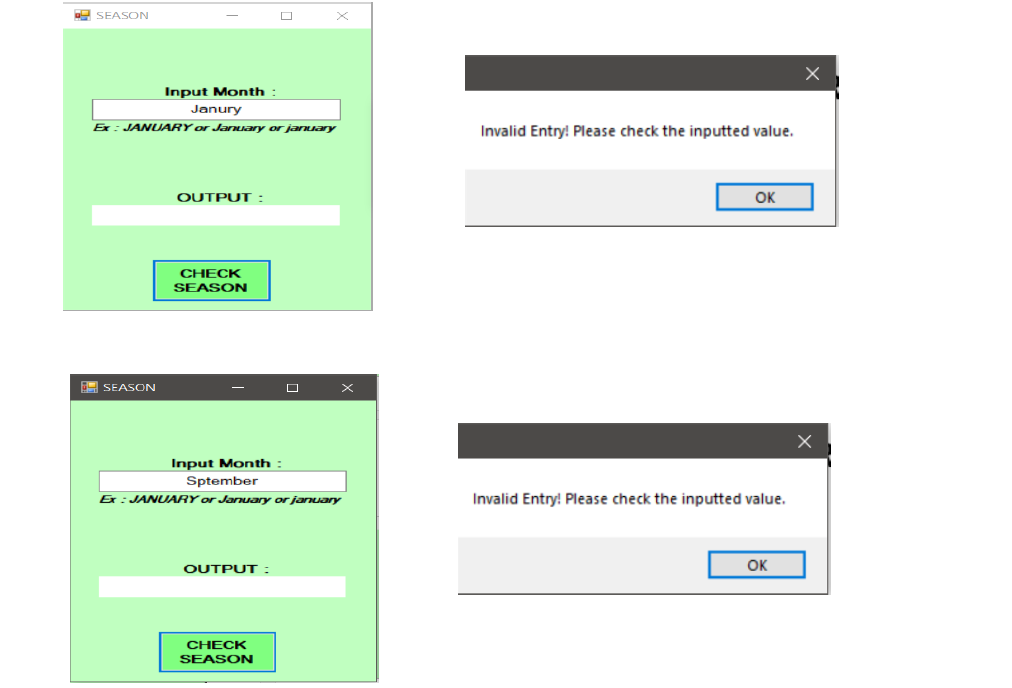 SEASON
Input Month :
Janury
Ex : JANUARY or January or january
OUTPUT :
CHECK
SEASON
Invalid Entry! Please check the inputted value.
OK
SEASON
Input Month :
Sptember
Ex : JANUARY or January or january
OUTPUT :
CHECK
SEASON
Invalid Entry! Please check the inputted value.
OK